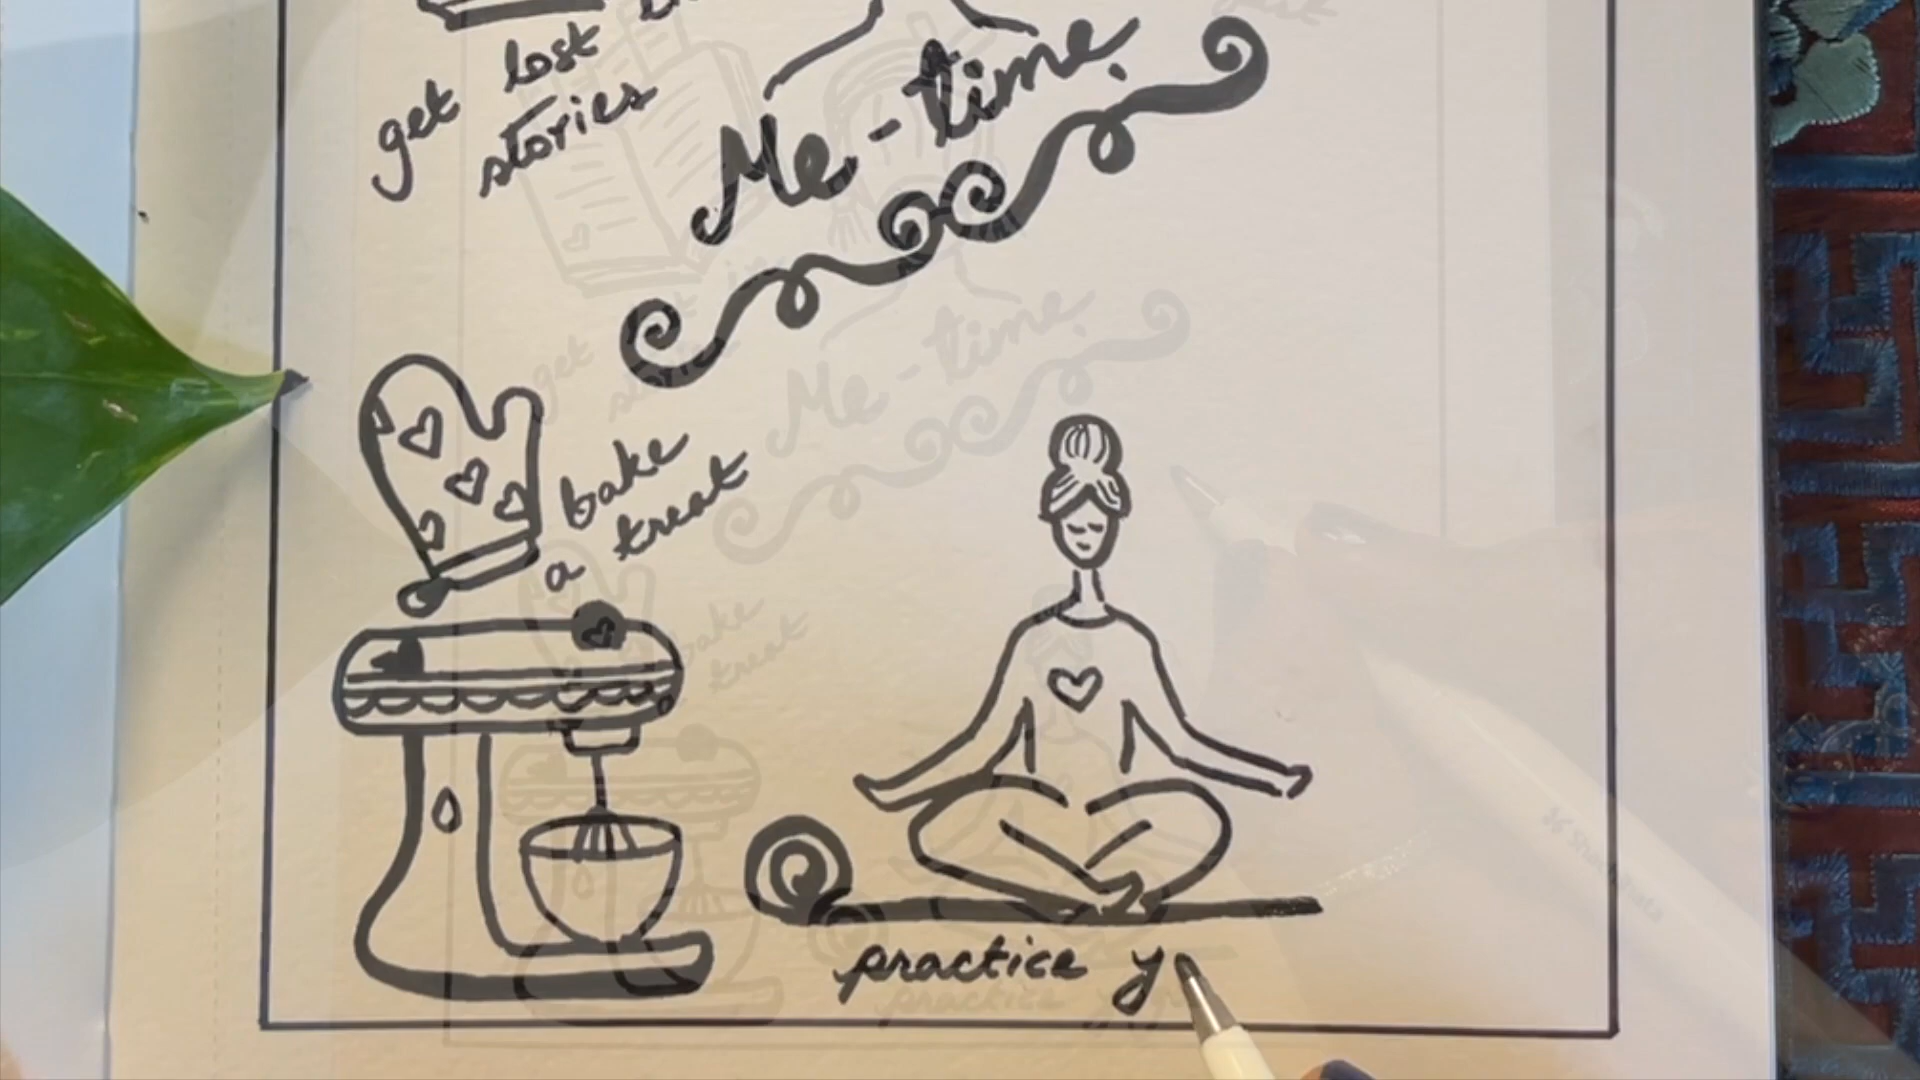 get lost
stories
Me-time.
bake
a treat
practice y